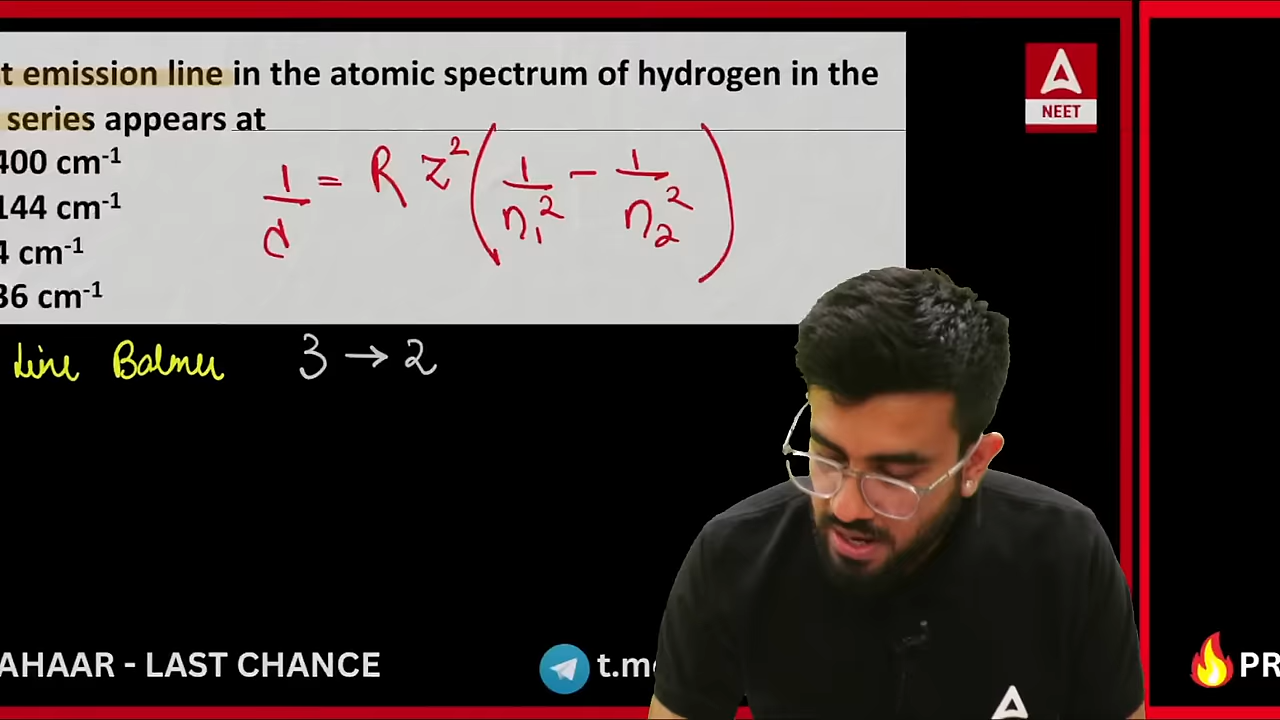 t emission line in the atomic spectrum of hydrogen in the
series appears at
400 cm-1
144 cm-1
4 cm-1
36 cm-1
1/λ = R z² (1/n₁² − 1/n₂²)
Line Balmer 3 → 2
A
NEET
AHAAR - LAST CHANCE
t.me
PR